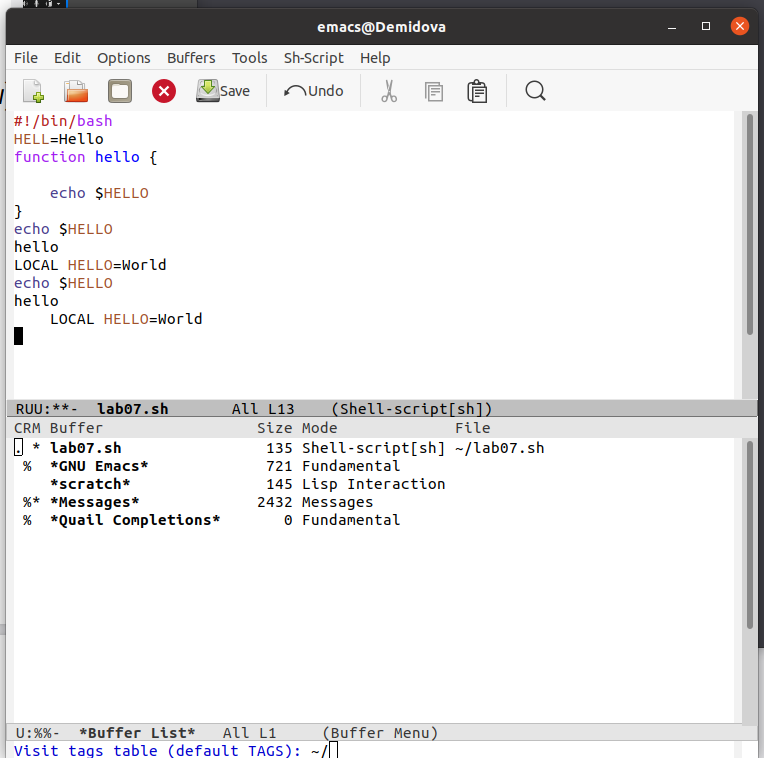 emacs@Demidova
File Edit Options Buffers Tools Sh-Script Help
Save Undo
#!/bin/bash
HELL=Hello
function hello {
    echo $HELLO
}
echo $HELLO
hello
LOCAL HELLO=World
echo $HELLO
hello
    LOCAL HELLO=World
RUU:**-  lab07.sh       All L13    (Shell-script[sh])
CRM Buffer                 Size Mode             File
. * lab07.sh                135 Shell-script[sh] ~/lab07.sh
 %  *GNU Emacs*             721 Fundamental
    *scratch*               145 Lisp Interaction
 %* *Messages*             2432 Messages
 %  *Quail Completions*       0 Fundamental
U:%%-  *Buffer List*   All L1     (Buffer Menu)
Visit tags table (default TAGS): ~/